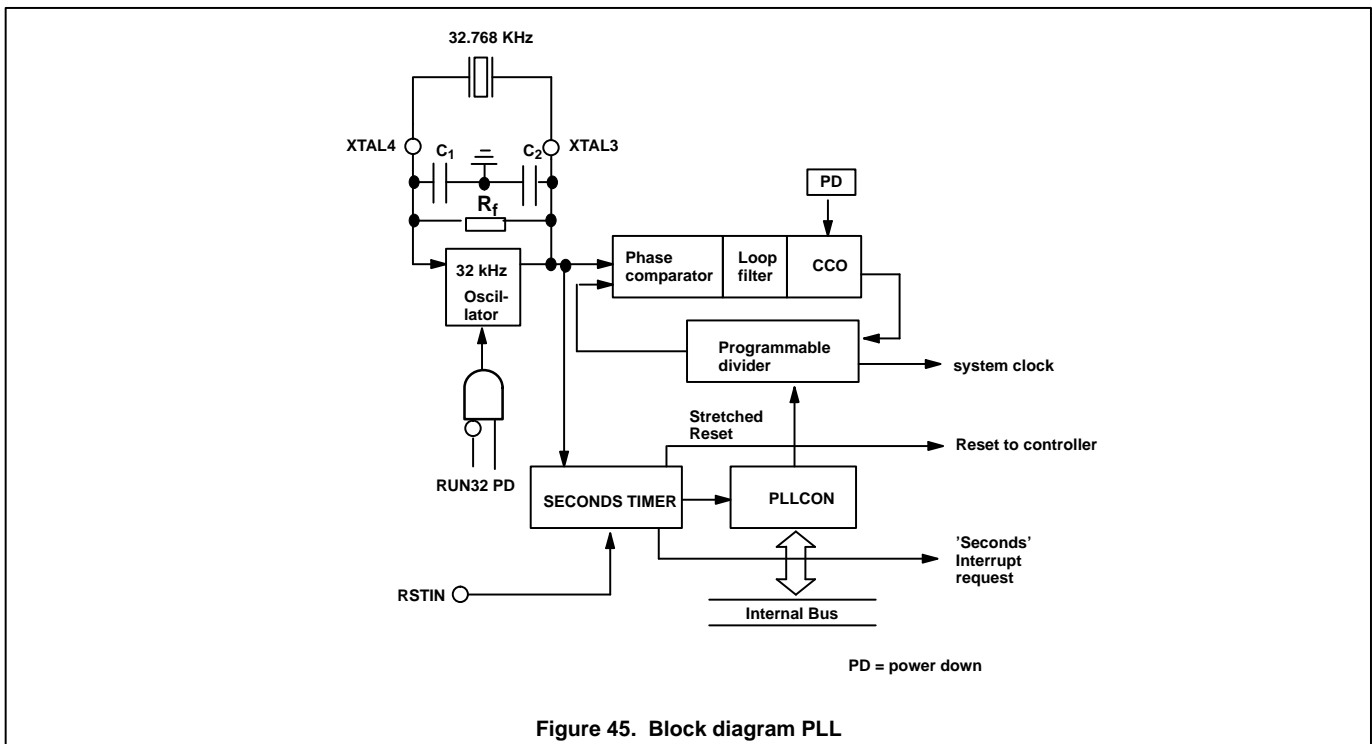 32.768 KHz
XTAL4
C1
C2
XTAL3
Rf
PD
32 kHz
Oscil-
lator
Phase
comparator
Loop
filter
CCO
Programmable
divider
system clock
Stretched
Reset
Reset to controller
RUN32 PD
SECONDS TIMER
PLLCON
'Seconds'
Interrupt
request
RSTIN
Internal Bus
PD = power down
Figure 45. Block diagram PLL